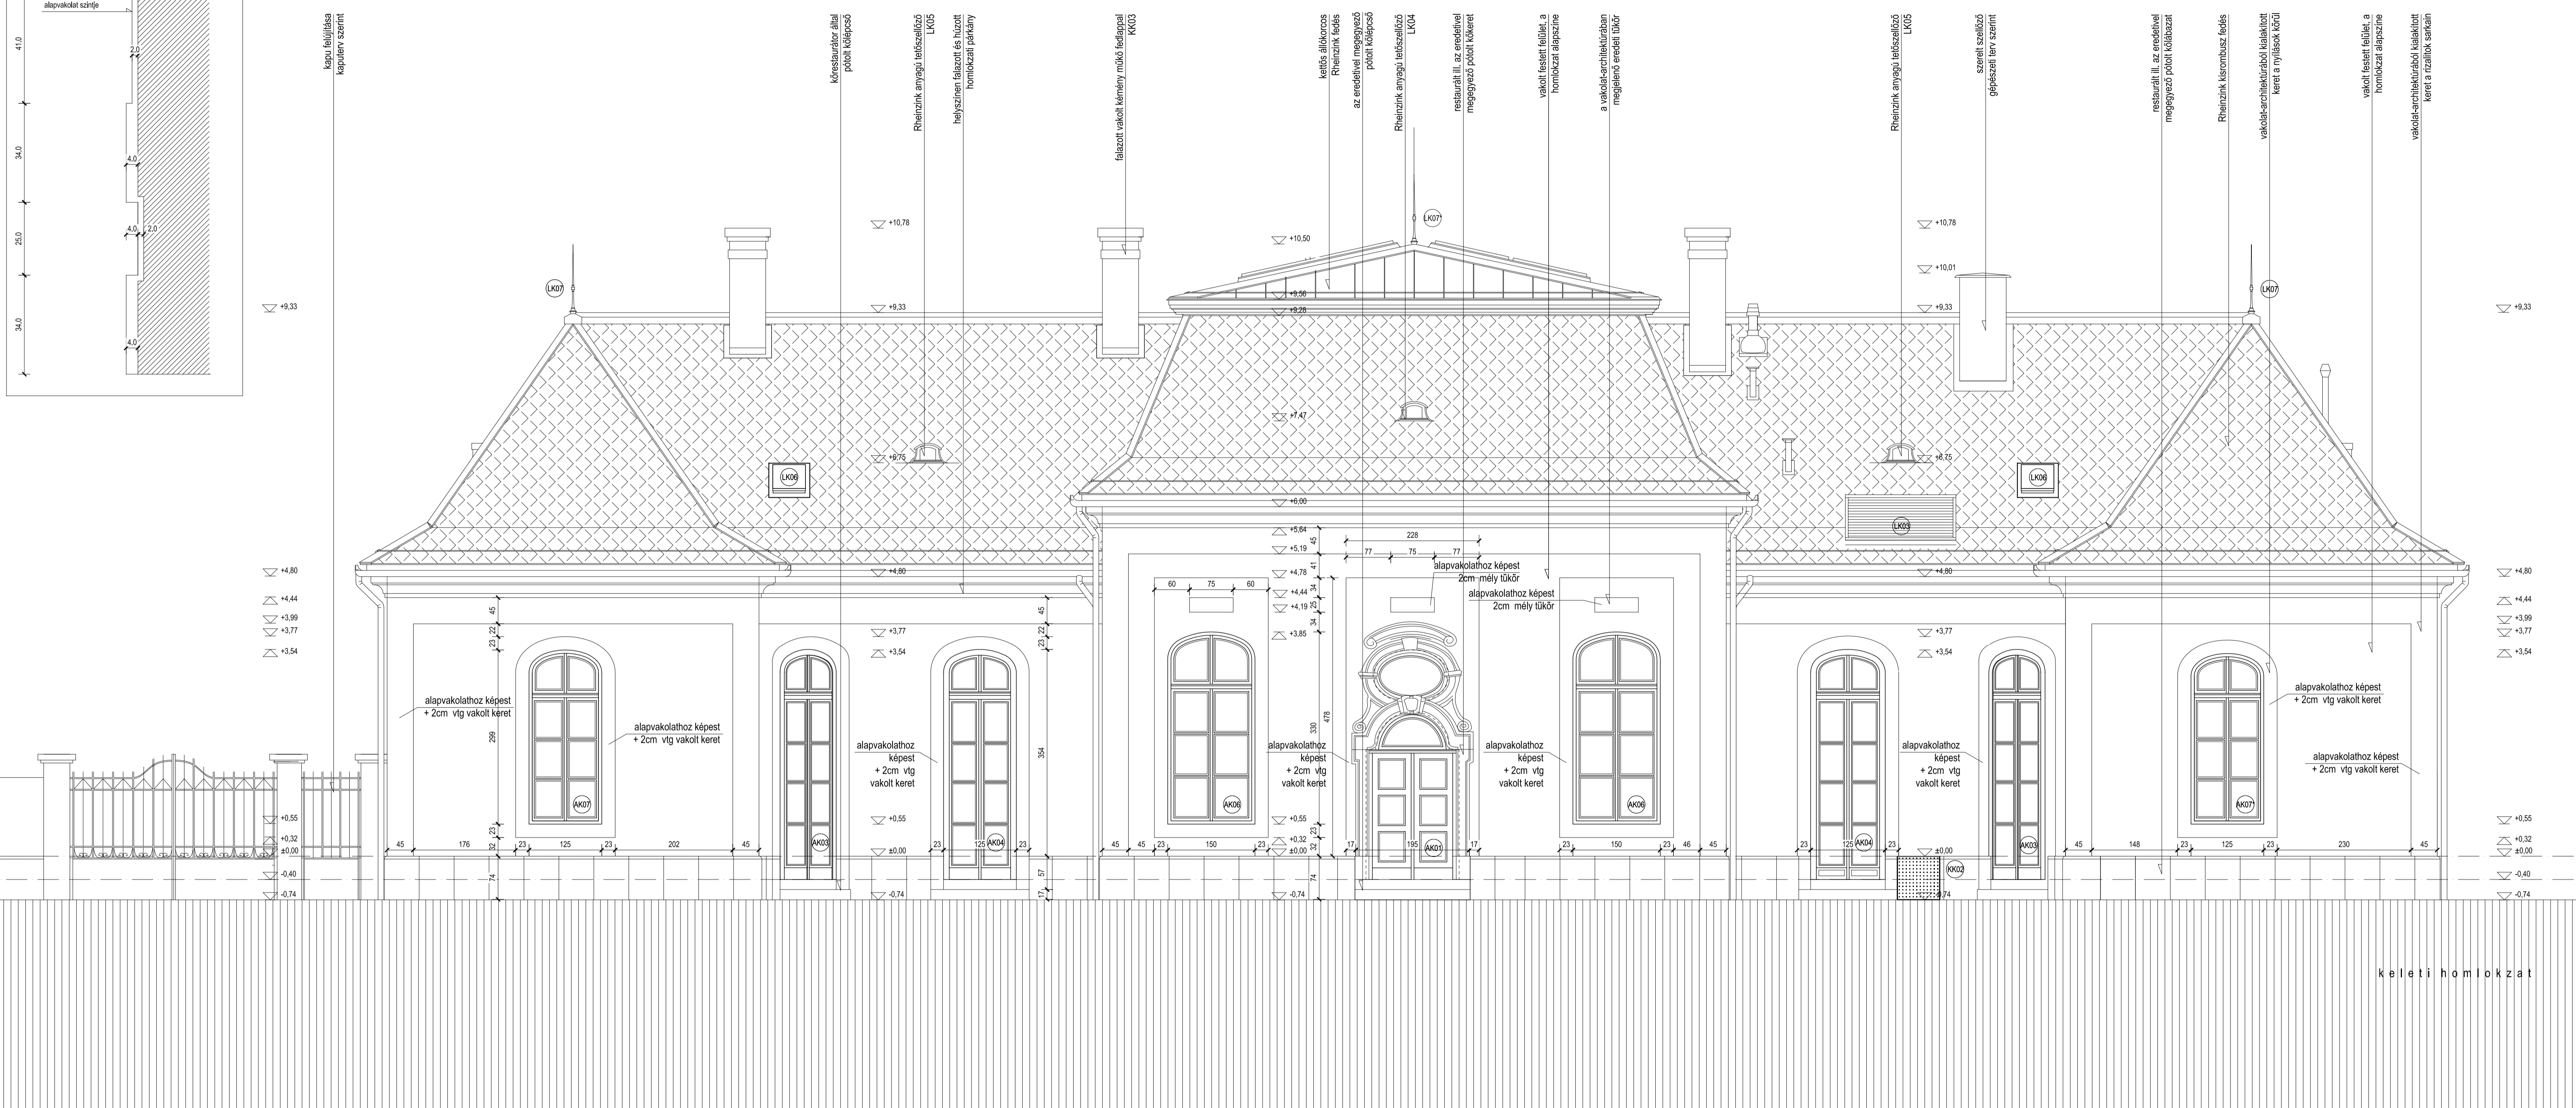 alapvakolat szintje
41,0
2,0
34,0
4,0
25,0
4,0
2,0
34,0
4,0
kapu felújítása
kaputerv szerint
kőrestaurátor által
pótolt kőlépcső
Rheinzink anyagú tetőszellőző
LK05
helyszínen falazott és húzott
homlokzati párkány
falazott vakolt kémény műkő fedlappal
KK03
kettős állókorcos
Rheinzink fedés
az eredetivel megegyező
pótolt kőlépcső
Rheinzink anyagú tetőszellőző
LK04
restaurált ill. az eredetivel
megegyező pótolt kőkeret
vakolt festett felület, a
homlokzat alapszíne
a vakolat-architektúrában
megjelenő eredeti tükör
Rheinzink anyagú tetőszellőző
LK05
szerelt szellőző
gépészeti terv szerint
restaurált ill. az eredetivel
megegyező pótolt kőlábazat
Rheinzink kisrombusz fedés
vakolat-architektúrából kialakított
keret a nyílások körül
vakolt festett felület, a
homlokzat alapszíne
vakolat-architektúrából kialakított
keret a rizalitok sarkain
+10,78
LK07*
+10,78
+10,50
+10,01
LK07
LK07
+9,56
+9,33
+9,33
+9,28
+9,33
+9,33
+7,47
+6,75
+6,75
LK06
LK06
+6,00
LK03
+5,64
45
228
+5,19
77
75
77
41
alapvakolathoz képest
2cm mély tükör
+4,80
+4,80
+4,78
+4,80
+4,80
60
75
60
34
+4,44
+4,44
+4,44
alapvakolathoz képest
2cm mély tükör
45
45
+4,19
25
+3,99
34
+3,99
+3,77
22
+3,77
22
+3,85
+3,77
+3,77
23
23
+3,54
+3,54
+3,54
+3,54
alapvakolathoz képest
+ 2cm vtg vakolt keret
alapvakolathoz képest
+ 2cm vtg vakolt keret
alapvakolathoz képest
+ 2cm vtg vakolt keret
299
354
330
478
alapvakolathoz
képest
+ 2cm vtg
vakolt keret
alapvakolathoz
képest
+ 2cm vtg
vakolt keret
alapvakolathoz
képest
+ 2cm vtg
vakolt keret
alapvakolathoz
képest
+ 2cm vtg
vakolt keret
alapvakolathoz képest
+ 2cm vtg vakolt keret
AK07
AK06
AK06
AK07*
+0,55
+0,55
+0,55
+0,55
23
23
+0,32
+0,32
+0,32
AK03
AK04
AK01
AK04
AK03
45
176
23
125
23
202
45
32
23
125
23
45
45
23
150
23
32
17
195
17
23
150
23
46
45
23
125
23
45
148
23
125
23
230
45
±0,00
±0,00
±0,00
±0,00
±0,00
74
57
74
KK02
-0,40
-0,40
-0,74
-0,74
17
-0,74
-0,74
-0,74
keleti homlokzat